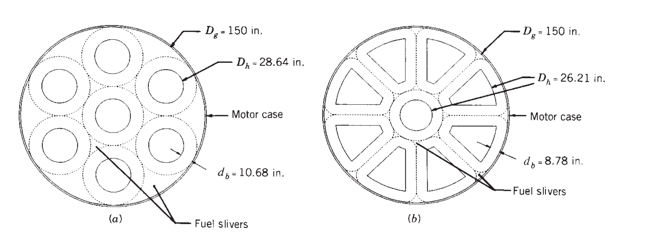 D_g = 150 in.
D_h = 28.64 in.
Motor case
d_b = 10.68 in.
(a)
Fuel slivers
D_g = 150 in.
D_h = 26.21 in.
Motor case
d_b = 8.78 in.
Fuel slivers
(b)